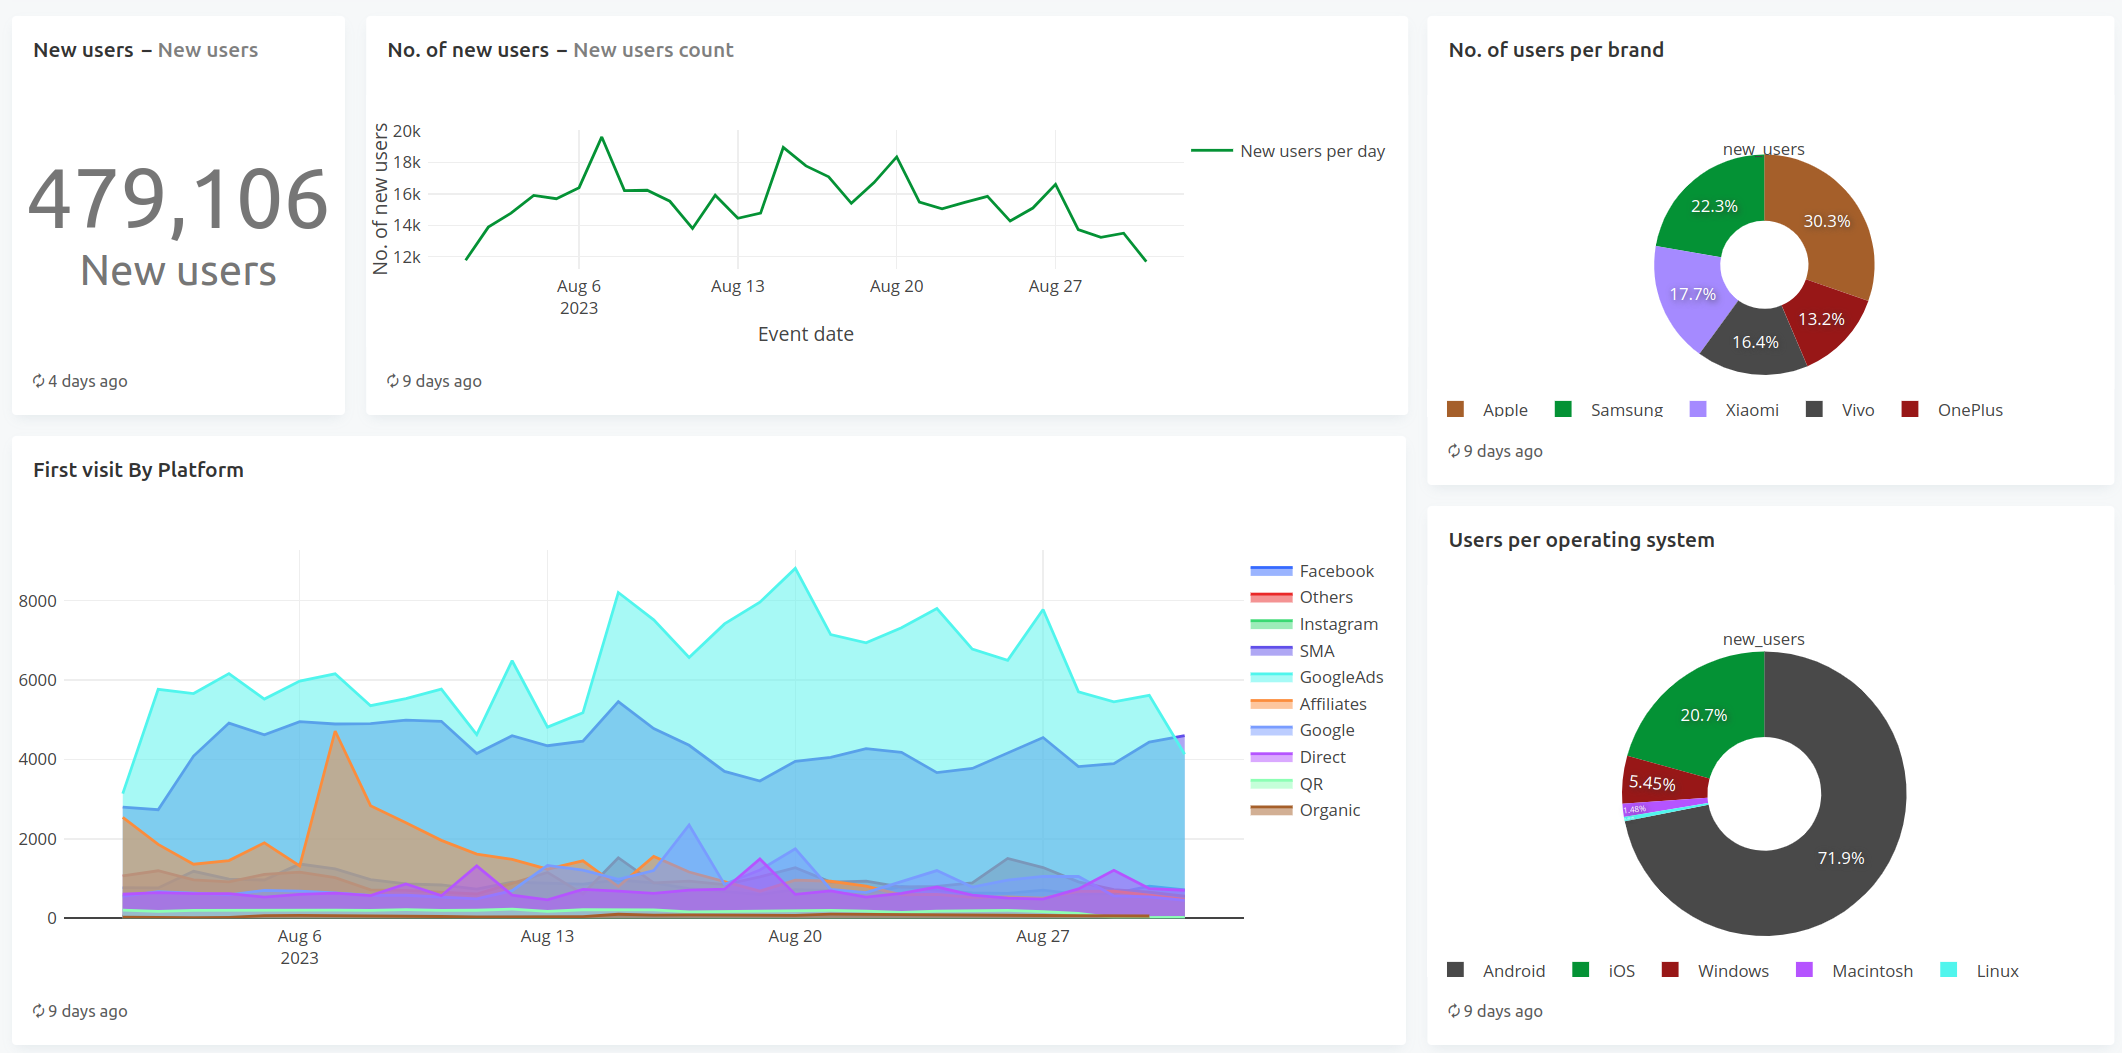 New users – New users
479,106
New users
4 days ago
No. of new users – New users count
No. of new users
20k
18k
16k
14k
12k
Aug 6
2023
Aug 13
Aug 20
Aug 27
Event date
New users per day
9 days ago
No. of users per brand
new_users
22.3%
30.3%
17.7%
13.2%
16.4%
Apple Samsung Xiaomi Vivo OnePlus
9 days ago
First visit By Platform
8000
6000
4000
2000
0
Aug 6
2023
Aug 13
Aug 20
Aug 27
Facebook
Others
Instagram
SMA
GoogleAds
Affiliates
Google
Direct
QR
Organic
9 days ago
Users per operating system
new_users
20.7%
5.45%
1.48%
71.9%
Android iOS Windows Macintosh Linux
9 days ago